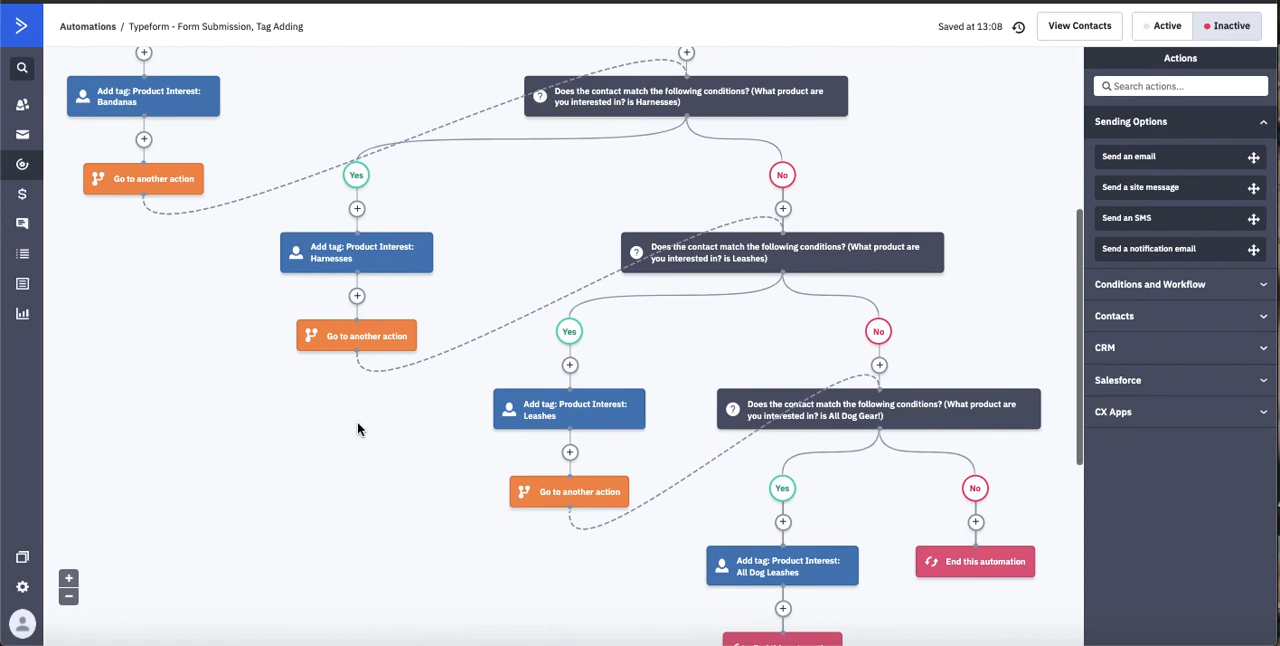 Automations / Typeform - Form Submission, Tag Adding
Saved at 13:08
View Contacts
Active
Inactive
Actions
Search actions...
Sending Options
Send an email
Send a site message
Send an SMS
Send a notification email
Conditions and Workflow
Contacts
CRM
Salesforce
CX Apps
Add tag: Product Interest:
Bandanas
Go to another action
Does the contact match the following conditions? (What product are
you interested in? is Harnesses)
Yes
No
Add tag: Product Interest:
Harnesses
Go to another action
Does the contact match the following conditions? (What product are
you interested in? is Leashes)
Yes
No
Add tag: Product Interest:
Leashes
Go to another action
Does the contact match the following conditions? (What product are
you interested in? is All Dog Gear!)
Yes
No
Add tag: Product Interest:
All Dog Leashes
End this automation